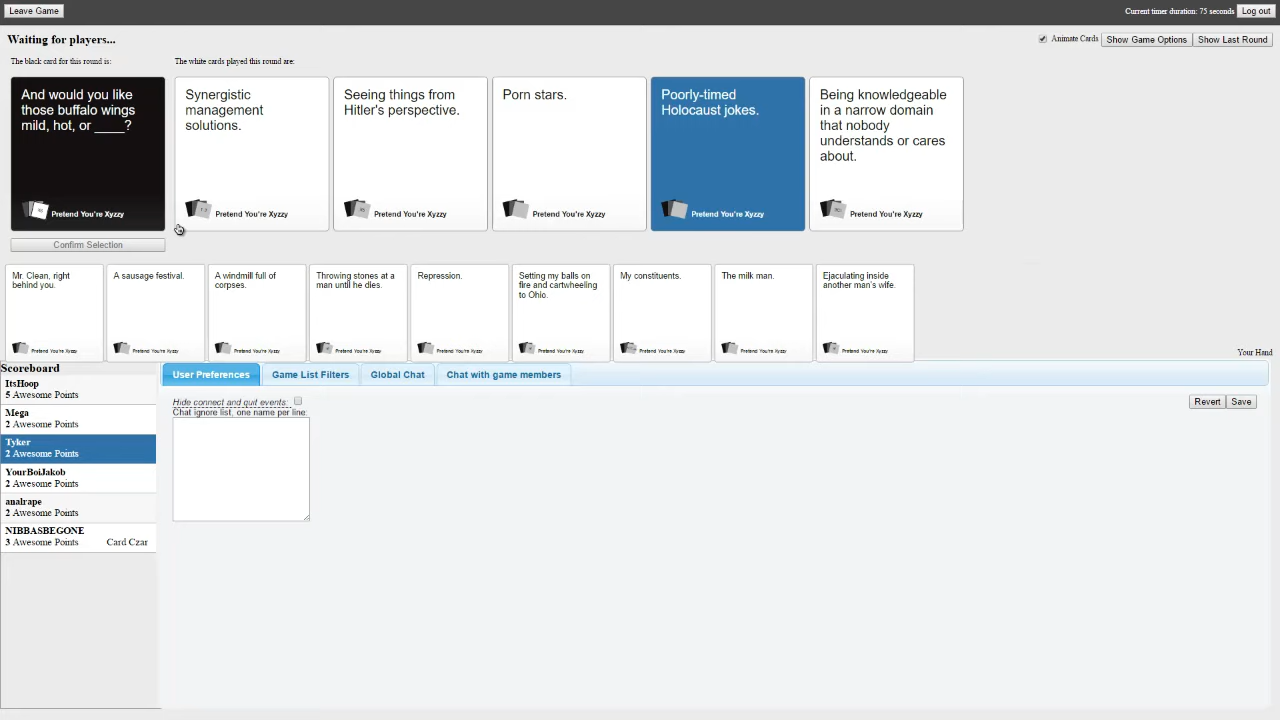 Leave Game
Current timer duration: 75 seconds
Log out
Waiting for players...
Animate Cards
Show Game Options
Show Last Round
The black card for this round is:
The white cards played this round are:
And would you like
those buffalo wings
mild, hot, or ____?
Pretend You're Xyzzy
Synergistic
management
solutions.
Pretend You're Xyzzy
Seeing things from
Hitler's perspective.
Pretend You're Xyzzy
Porn stars.
Pretend You're Xyzzy
Poorly-timed
Holocaust jokes.
Pretend You're Xyzzy
Being knowledgeable
in a narrow domain
that nobody
understands or cares
about.
Pretend You're Xyzzy
Confirm Selection
Mr. Clean, right
behind you.
Pretend You're Xyzzy
A sausage festival.
Pretend You're Xyzzy
A windmill full of
corpses.
Pretend You're Xyzzy
Throwing stones at a
man until he dies.
Pretend You're Xyzzy
Repression.
Pretend You're Xyzzy
Setting my balls on
fire and cartwheeling
to Ohio.
Pretend You're Xyzzy
My constituents.
Pretend You're Xyzzy
The milk man.
Pretend You're Xyzzy
Ejaculating inside
another man's wife.
Pretend You're Xyzzy
Your Hand
Scoreboard
ItsHoop
5 Awesome Points
Mega
2 Awesome Points
Tyker
2 Awesome Points
YourBoiJakob
2 Awesome Points
analrape
2 Awesome Points
NIBBASBEGONE
3 Awesome Points Card Czar
User Preferences
Game List Filters
Global Chat
Chat with game members
Hide connect and quit events:
Chat ignore list, one name per line:
Revert
Save